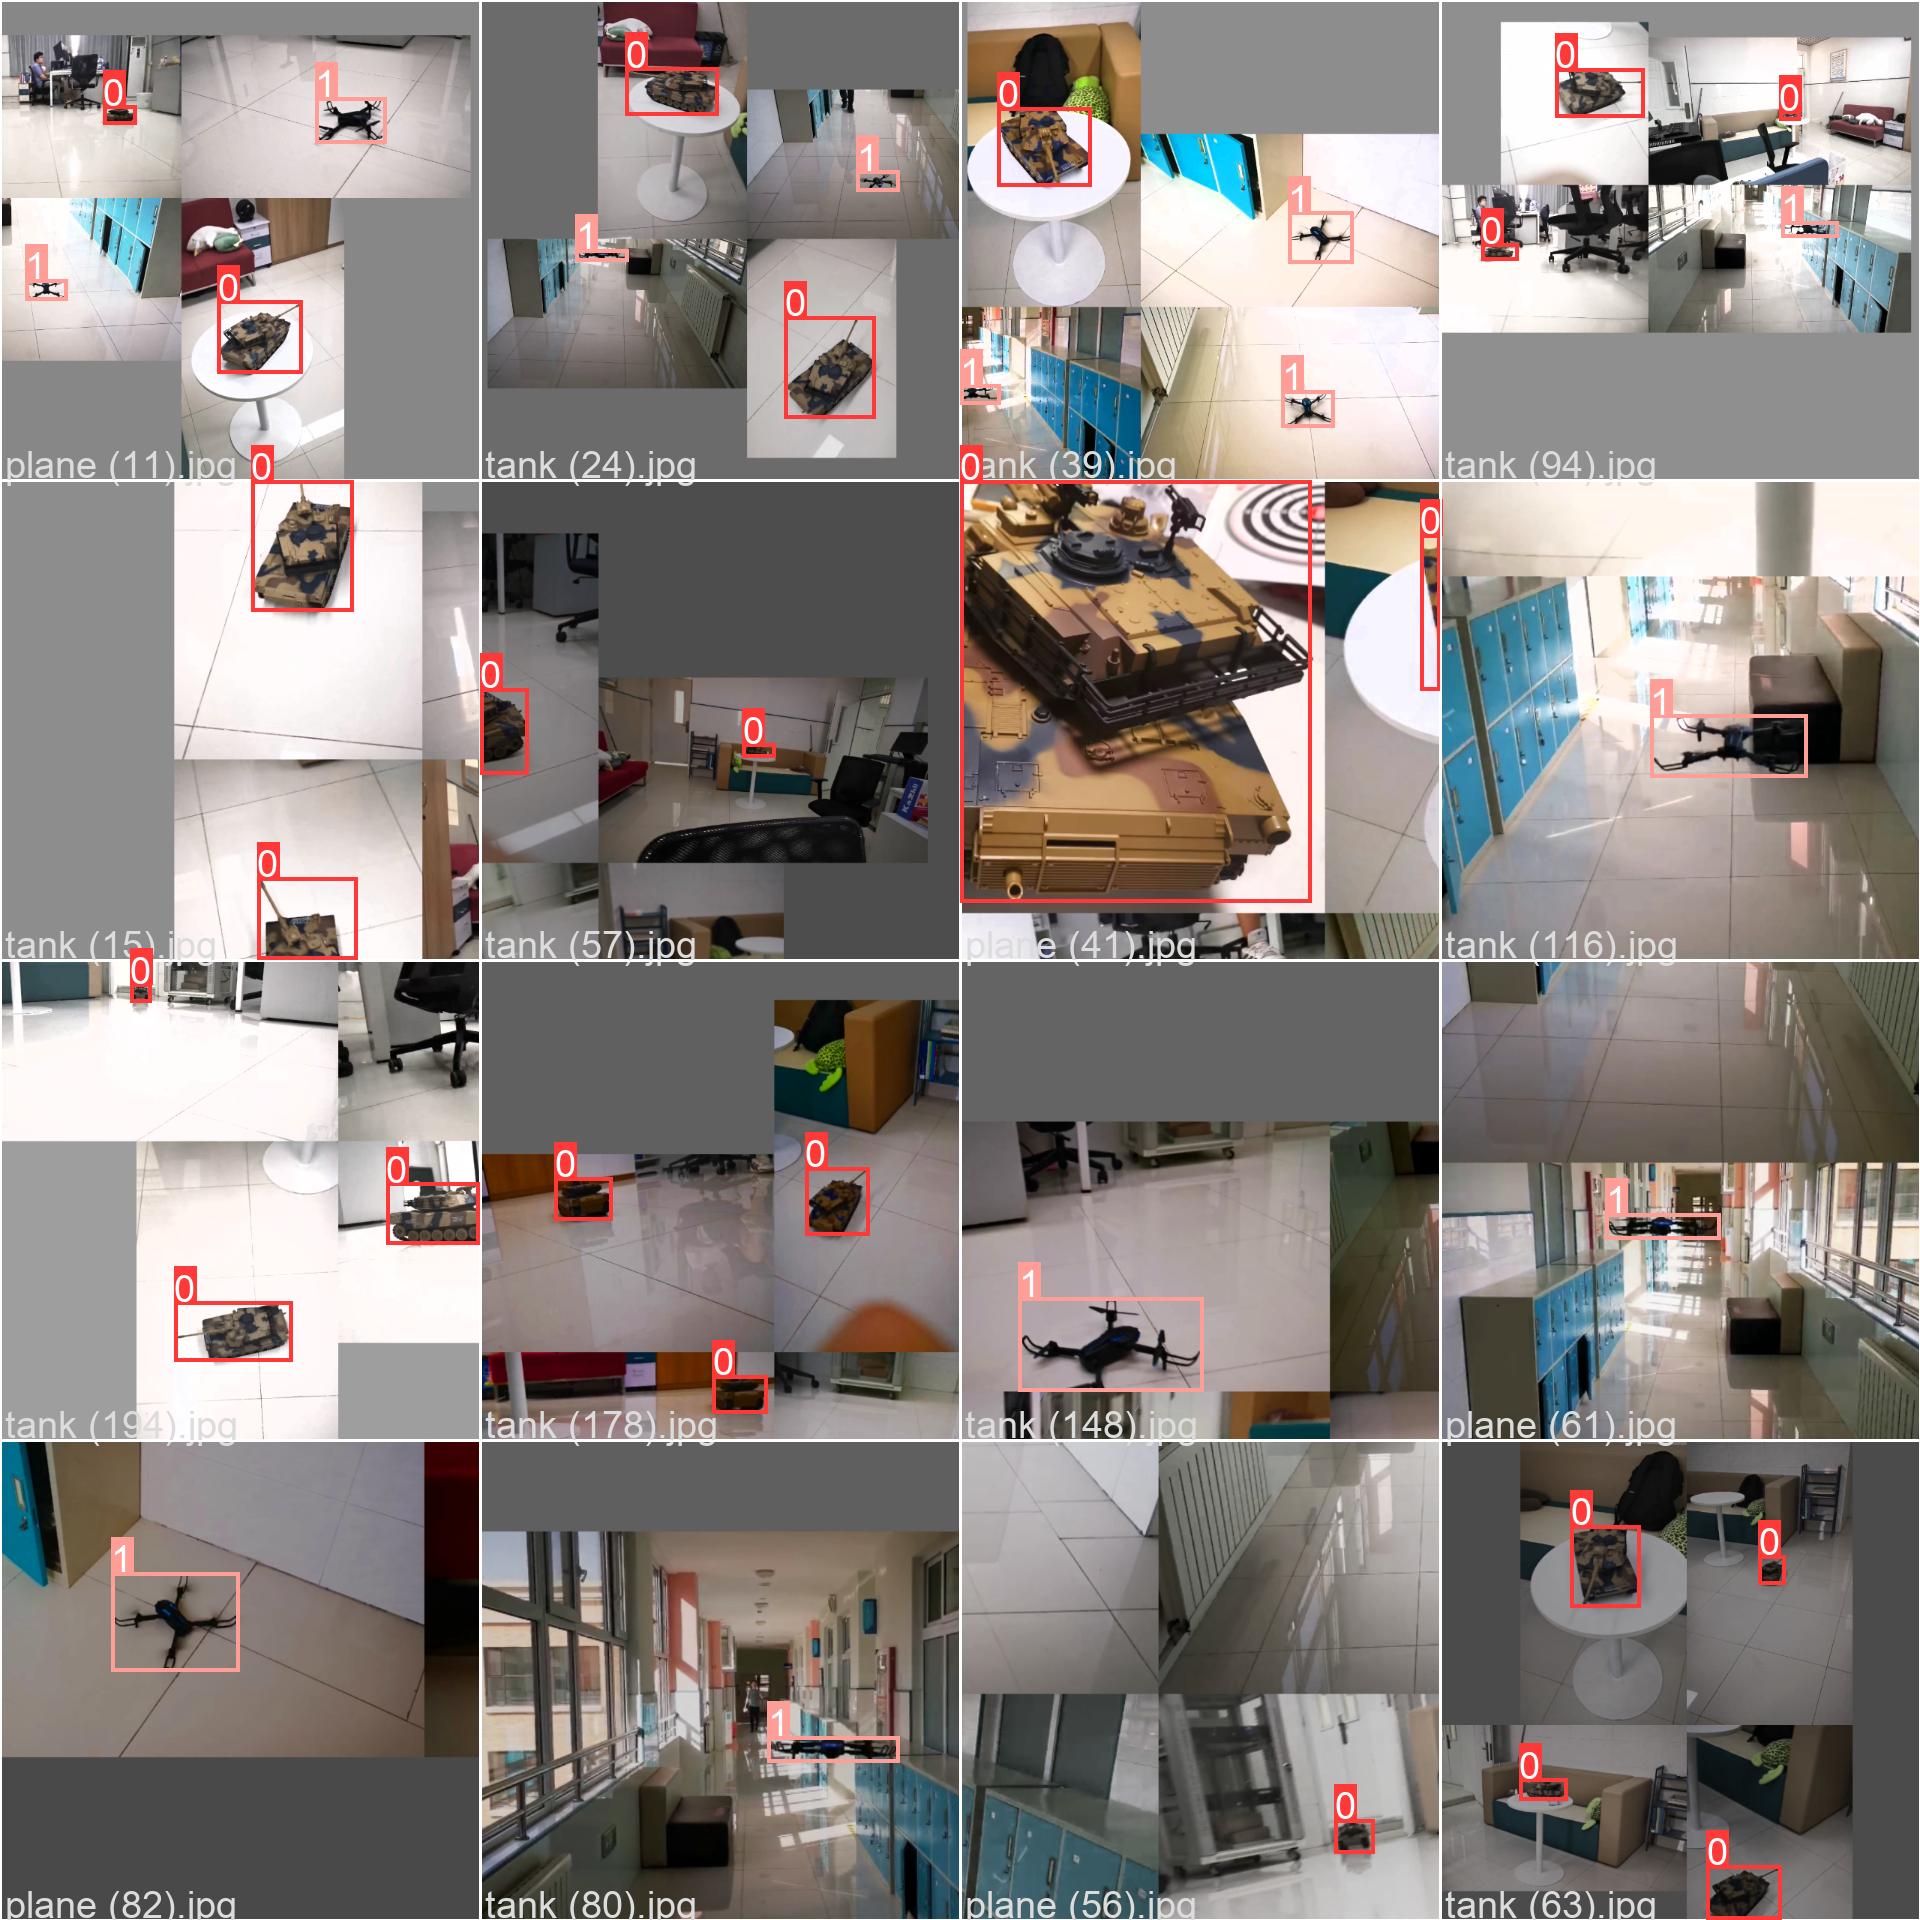 0
1
1
0
plane (11).jpg
0
1
1
0
tank (24).jpg
0
1
1
1
tank (39).jpg
0
0
0
1
tank (94).jpg
0
0
tank (15).jpg
0
0
tank (57).jpg
0
0
plane (41).jpg
1
tank (116).jpg
0
0
0
tank (194).jpg
0
0
0
tank (178).jpg
1
tank (148).jpg
1
plane (61).jpg
1
plane (82).jpg
1
tank (80).jpg
0
plane (56).jpg
0
0
0
0
tank (63).jpg